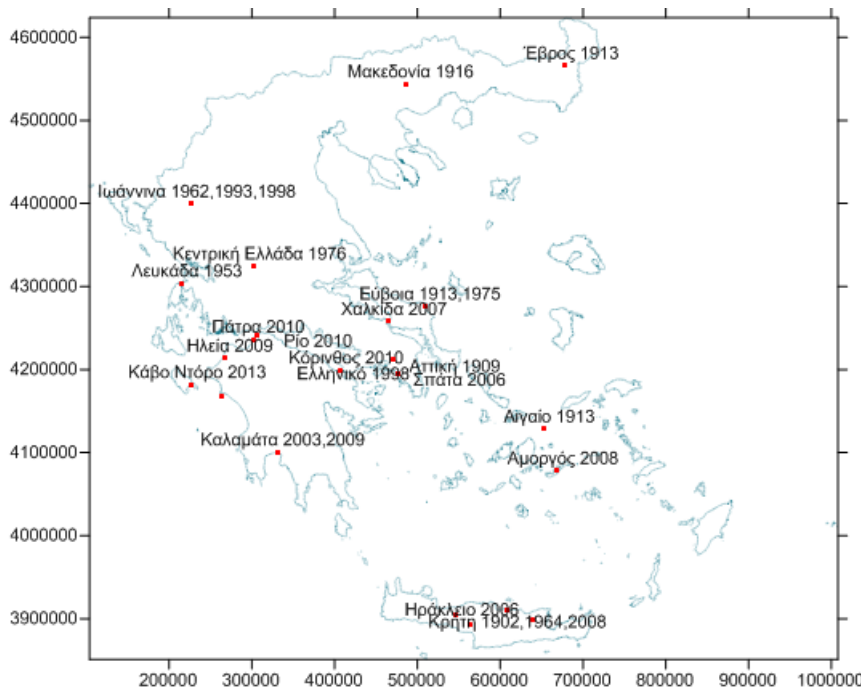 4600000
Έβρος 1913
Μακεδονία 1916
4500000
4400000
Ιωάννινα 1962,1993,1998
Κεντρική Ελλάδα 1976
Λευκάδα 1953
4300000
Εύβοια 1913,1975
Χαλκίδα 2007
Πάτρα 2010
Ρίο 2010
Ηλεία 2009
Κόρινθος 2010
4200000
Αττική 1909
Κάβο Ντόρο 2013
Ελληνικό 1998
Σπάτα 2006
Αιγαίο 1913
4100000
Καλαμάτα 2003,2009
Αμοργός 2008
4000000
3900000
Ηράκλειο 2006
Κρήτη 1902,1964,2008
200000 300000 400000 500000 600000 700000 800000 900000 1000000